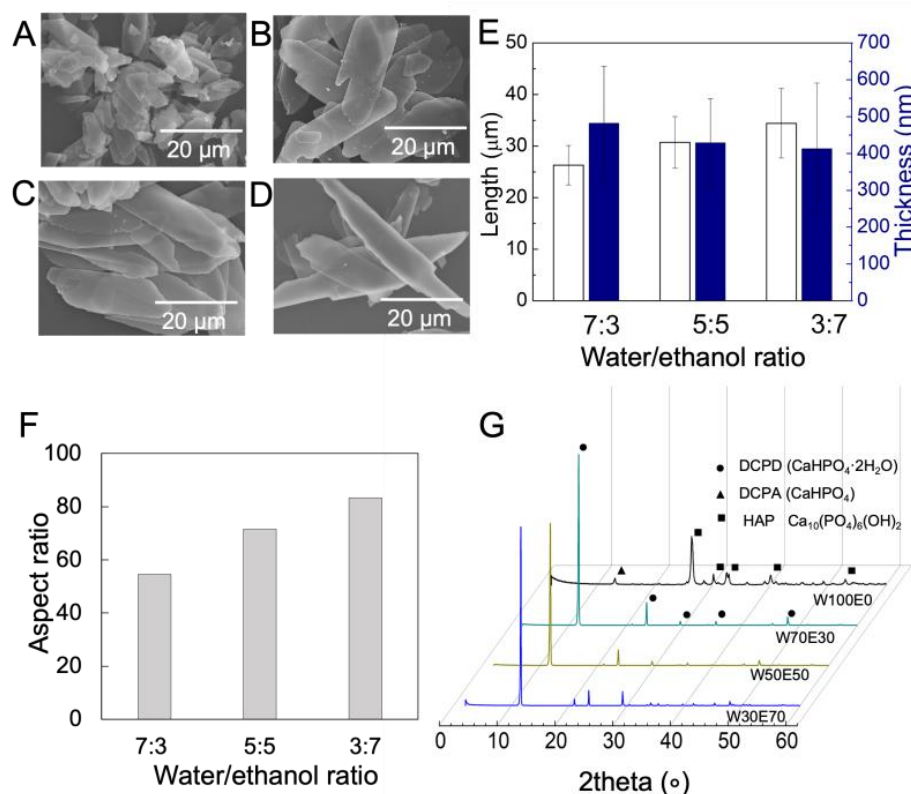 A
20 μm
B
20 μm
C
20 μm
D
20 μm
E
50
40
30
20
10
0
Length (μm)
700
600
500
400
300
200
100
0
Thickness (nm)
7:3 5:5 3:7
Water/ethanol ratio
F
100
80
60
40
20
0
Aspect ratio
7:3 5:5 3:7
Water/ethanol ratio
G
● DCPD (CaHPO₄·2H₂O)
▲ DCPA (CaHPO₄)
■ HAP Ca₁₀(PO₄)₆(OH)₂
W100E0
W70E30
W50E50
W30E70
0 10 20 30 40 50 60
2theta (∘)